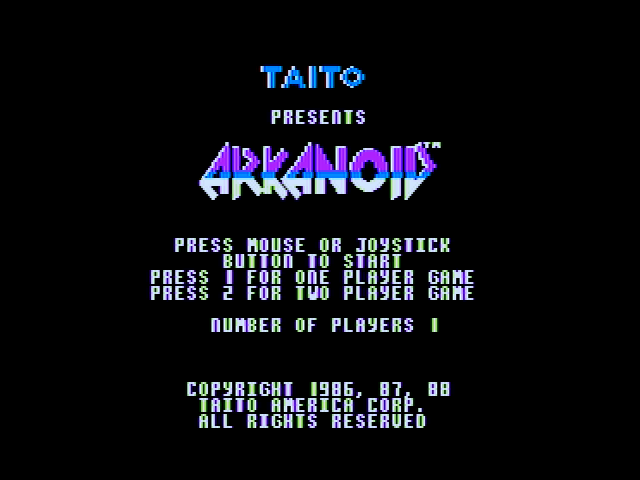 TAITO
PRESENTS
ARKANOID™
PRESS MOUSE OR JOYSTICK
BUTTON TO START
PRESS 1 FOR ONE PLAYER GAME
PRESS 2 FOR TWO PLAYER GAME
NUMBER OF PLAYERS 1
COPYRIGHT 1986, 87, 88
TAITO AMERICA CORP.
ALL RIGHTS RESERVED